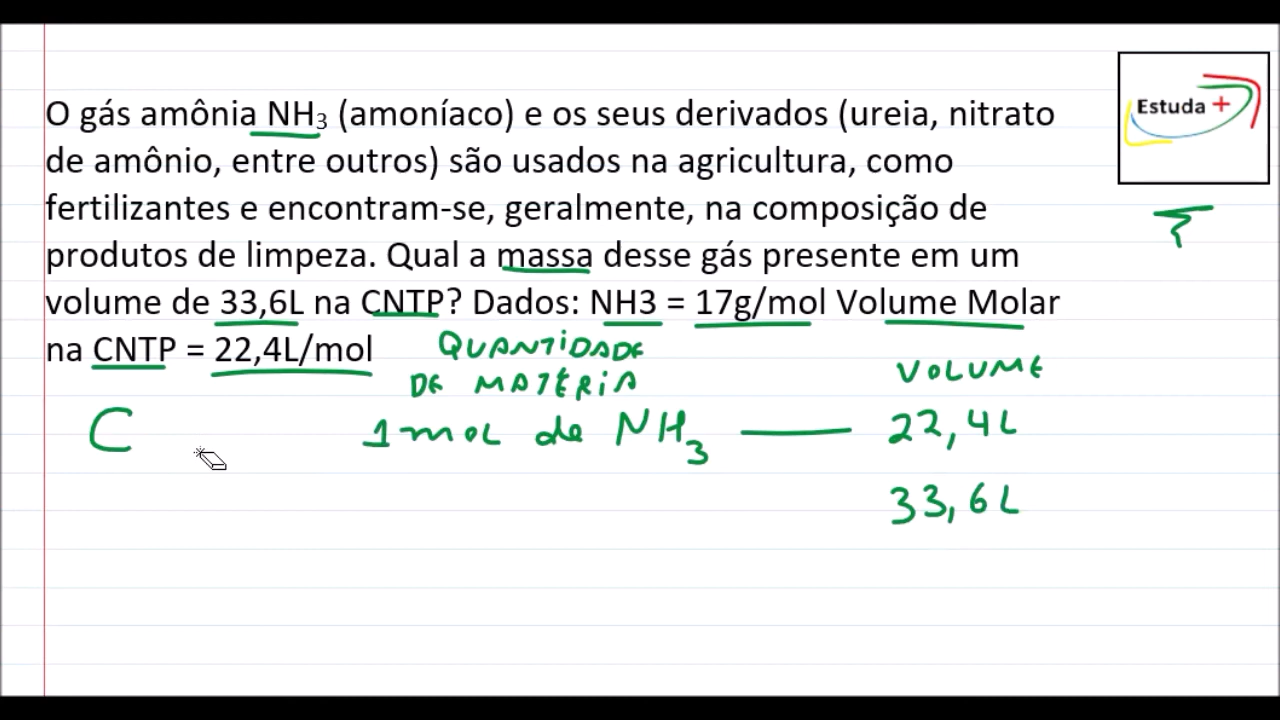 O gás amônia NH₃ (amoníaco) e os seus derivados (ureia, nitrato
de amônio, entre outros) são usados na agricultura, como
fertilizantes e encontram-se, geralmente, na composição de
produtos de limpeza. Qual a massa desse gás presente em um
volume de 33,6L na CNTP? Dados: NH3 = 17g/mol Volume Molar
na CNTP = 22,4L/mol
Estuda +
QUANTiDADE
DE MATÉRiA
VOLUME
C
1 mol de NH₃ — 22,4L
33,6L